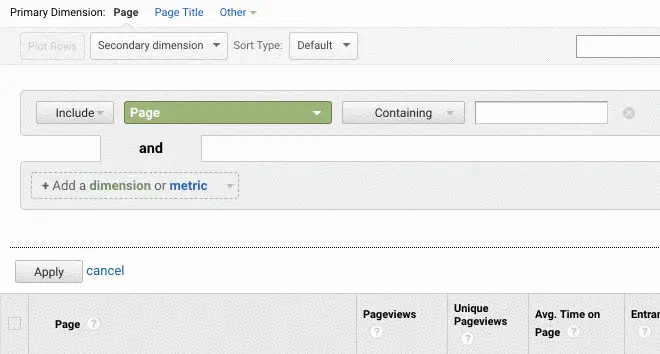 Primary Dimension: Page Page Title Other
Plot Rows Secondary dimension Sort Type: Default
Include Page Containing
and
+ Add a dimension or metric
Apply cancel
Page ? Pageviews ? Unique Pageviews ? Avg. Time on Page ? Entran